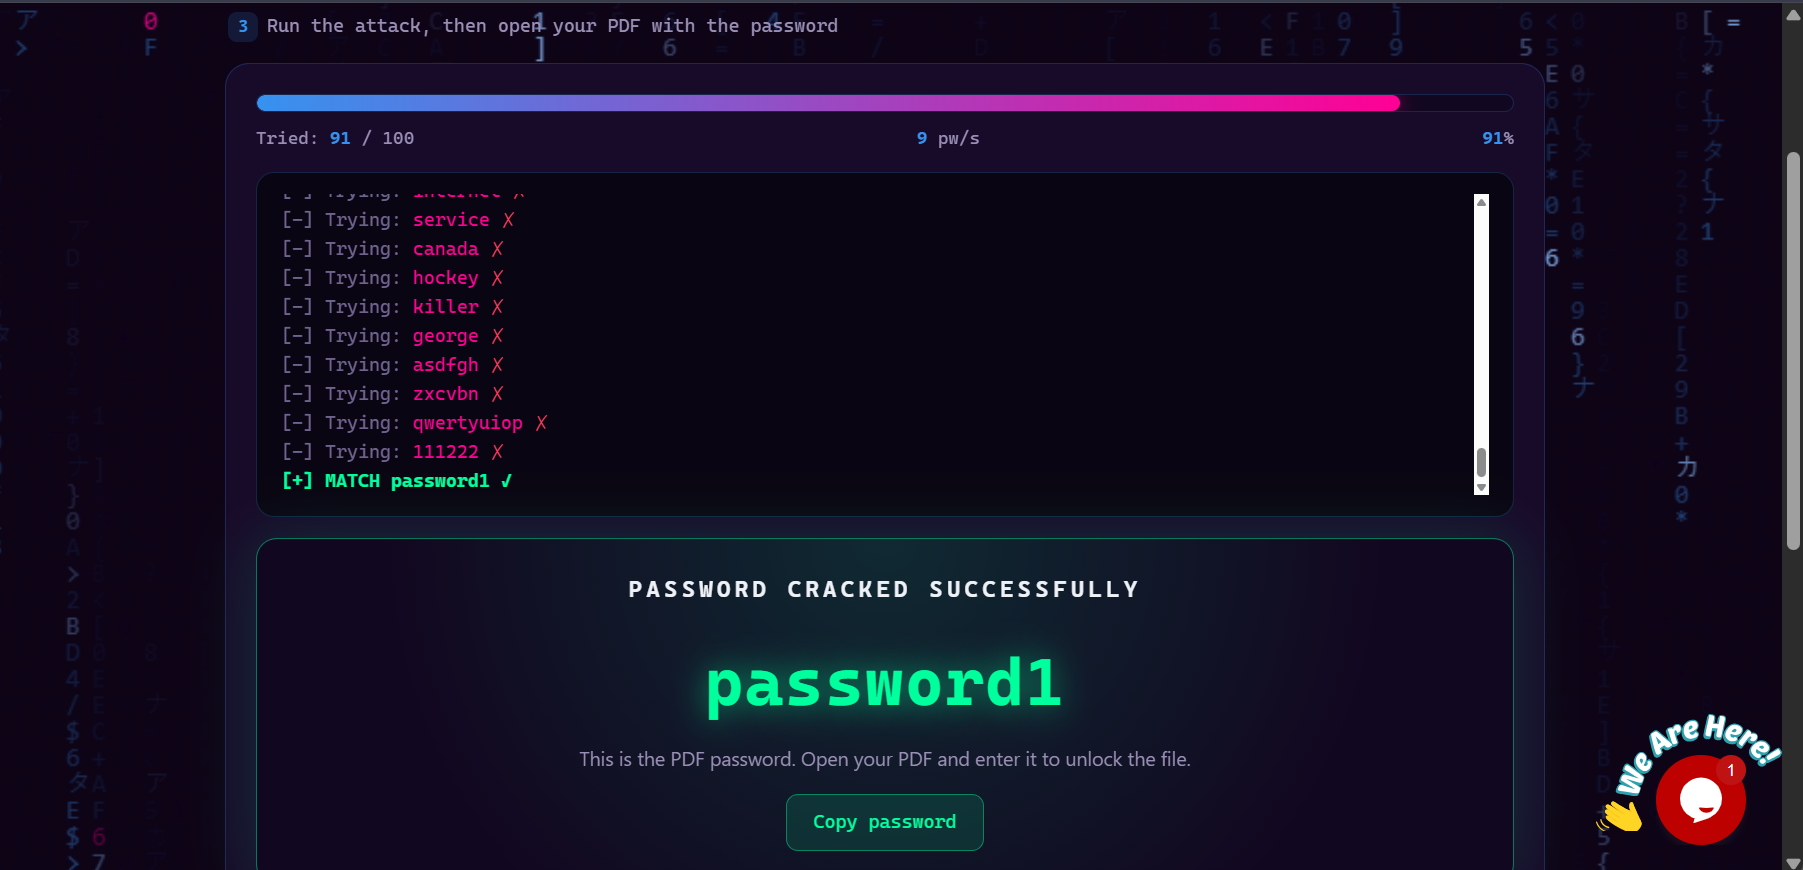 3 Run the attack, then open your PDF with the password
Tried: 91 / 100
9 pw/s
91%
[-] Trying: internet ✗
[-] Trying: service ✗
[-] Trying: canada ✗
[-] Trying: hockey ✗
[-] Trying: killer ✗
[-] Trying: george ✗
[-] Trying: asdfgh ✗
[-] Trying: zxcvbn ✗
[-] Trying: qwertyuiop ✗
[-] Trying: 111222 ✗
[+] MATCH password1 ✓
PASSWORD CRACKED SUCCESSFULLY
password1
This is the PDF password. Open your PDF and enter it to unlock the file.
Copy password
We Are Here!
1